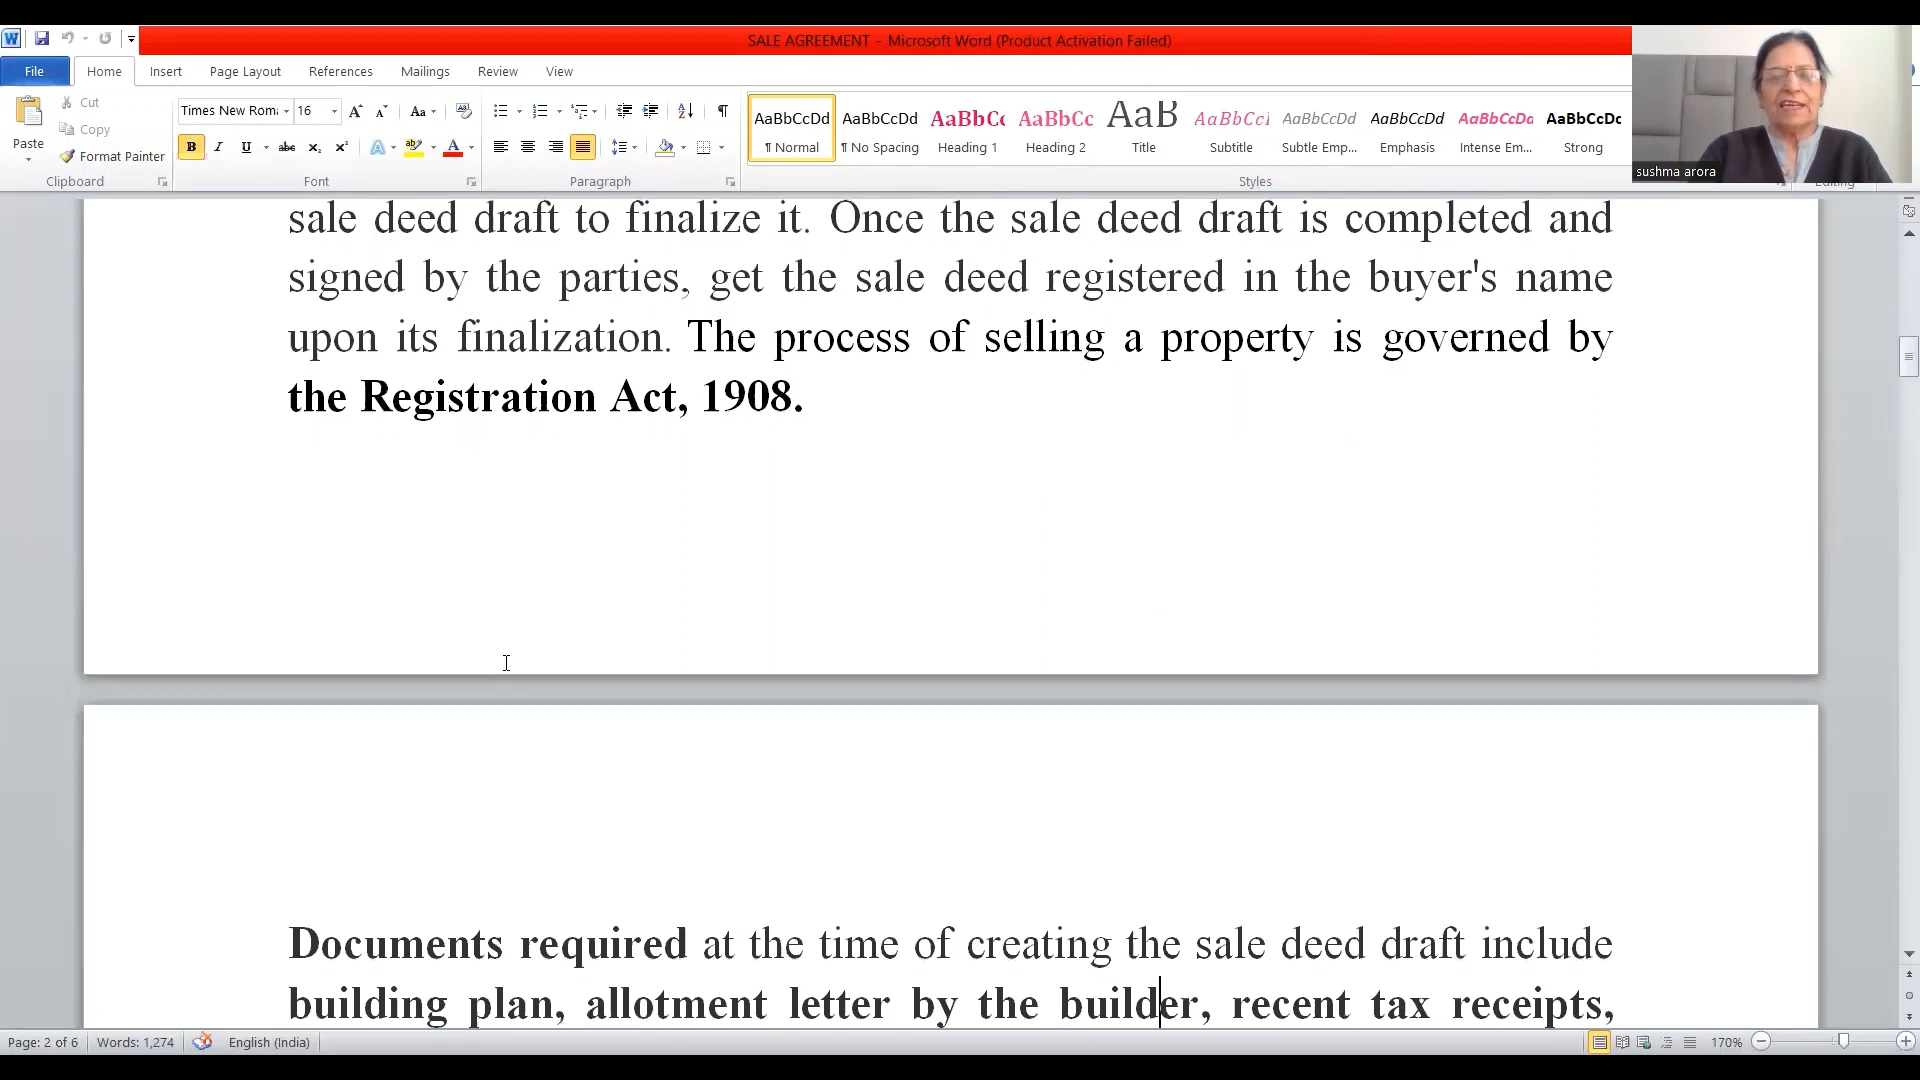 SALE AGREEMENT - Microsoft Word (Product Activation Failed)
File Home Insert Page Layout References Mailings Review View
Paste
Cut
Copy
Format Painter
Clipboard
Times New Roma 16
Font
Paragraph
AaBbCcDd AaBbCcDd AaBbCc AaBbCc AaB AaBbCcI AaBbCcDd AaBbCcDd AaBbCcDd AaBbCcDc
¶ Normal ¶ No Spacing Heading 1 Heading 2 Title Subtitle Subtle Emp... Emphasis Intense Em... Strong
Styles
Editing
sushma arora
sale deed draft to finalize it. Once the sale deed draft is completed and
signed by the parties, get the sale deed registered in the buyer's name
upon its finalization. The process of selling a property is governed by
the Registration Act, 1908.
Documents required at the time of creating the sale deed draft include
building plan, allotment letter by the builder, recent tax receipts,
Page: 2 of 6 Words: 1,274 English (India) 170%